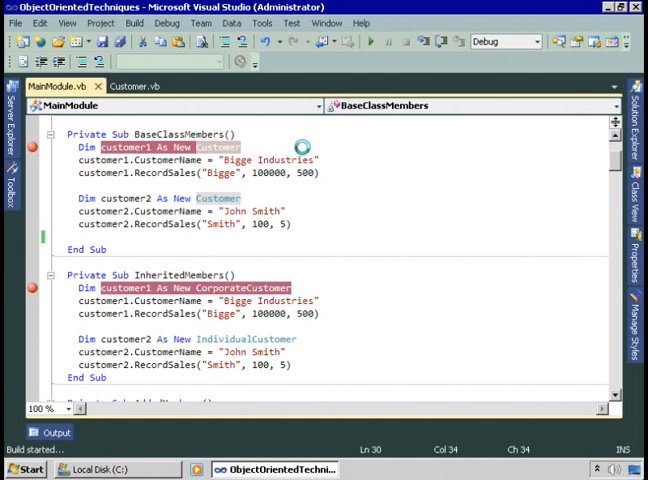 ObjectOrientedTechniques - Microsoft Visual Studio (Administrator)
File Edit View Project Build Debug Team Data Tools Test Window Help
Debug
MainModule.vb Customer.vb
MainModule BaseClassMembers
Private Sub BaseClassMembers()
Dim customer1 As New Customer
customer1.CustomerName = "Bigge Industries"
customer1.RecordSales("Bigge", 100000, 500)
Dim customer2 As New Customer
customer2.CustomerName = "John Smith"
customer2.RecordSales("Smith", 100, 5)
End Sub
Private Sub InheritedMembers()
Dim customer1 As New CorporateCustomer
customer1.CustomerName = "Bigge Industries"
customer1.RecordSales("Bigge", 100000, 500)
Dim customer2 As New IndividualCustomer
customer2.CustomerName = "John Smith"
customer2.RecordSales("Smith", 100, 5)
End Sub
Server Explorer
Toolbox
Solution Explorer
Class View
Properties
Manage Styles
100 %
Output
Build started... Ln 30 Col 34 Ch 34 INS
Start Local Disk (C:) ObjectOrientedTechni...